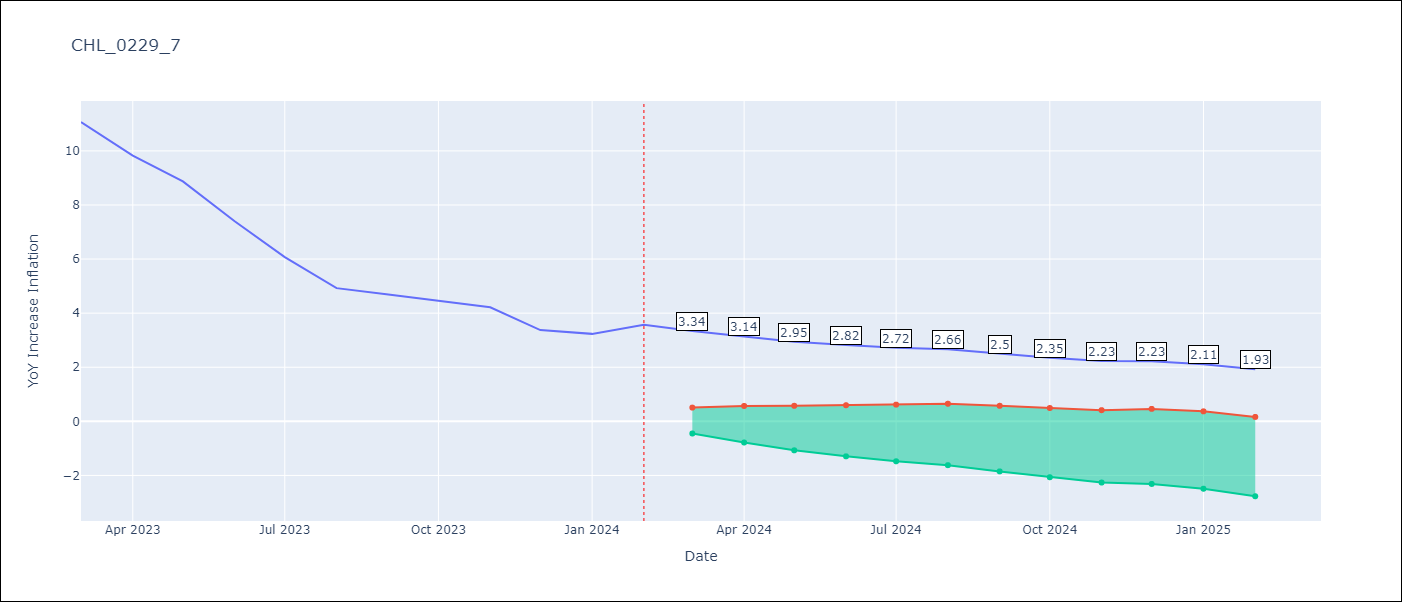 CHL_0229_7
YoY Increase Inflation
10
8
6
4
2
0
−2
3.34
3.14
2.95
2.82
2.72
2.66
2.5
2.35
2.23
2.23
2.11
1.93
Apr 2023
Jul 2023
Oct 2023
Jan 2024
Apr 2024
Jul 2024
Oct 2024
Jan 2025
Date